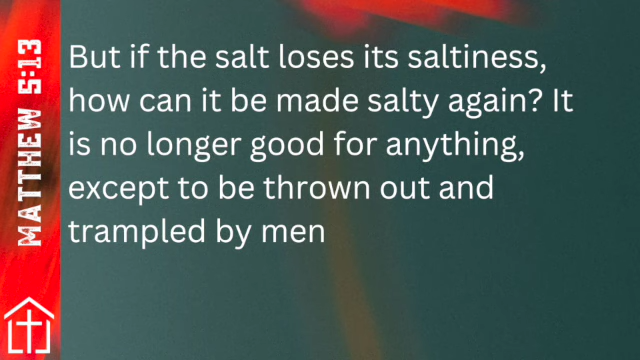 MATTHEW 5:13
But if the salt loses its saltiness,
how can it be made salty again? It
is no longer good for anything,
except to be thrown out and
trampled by men